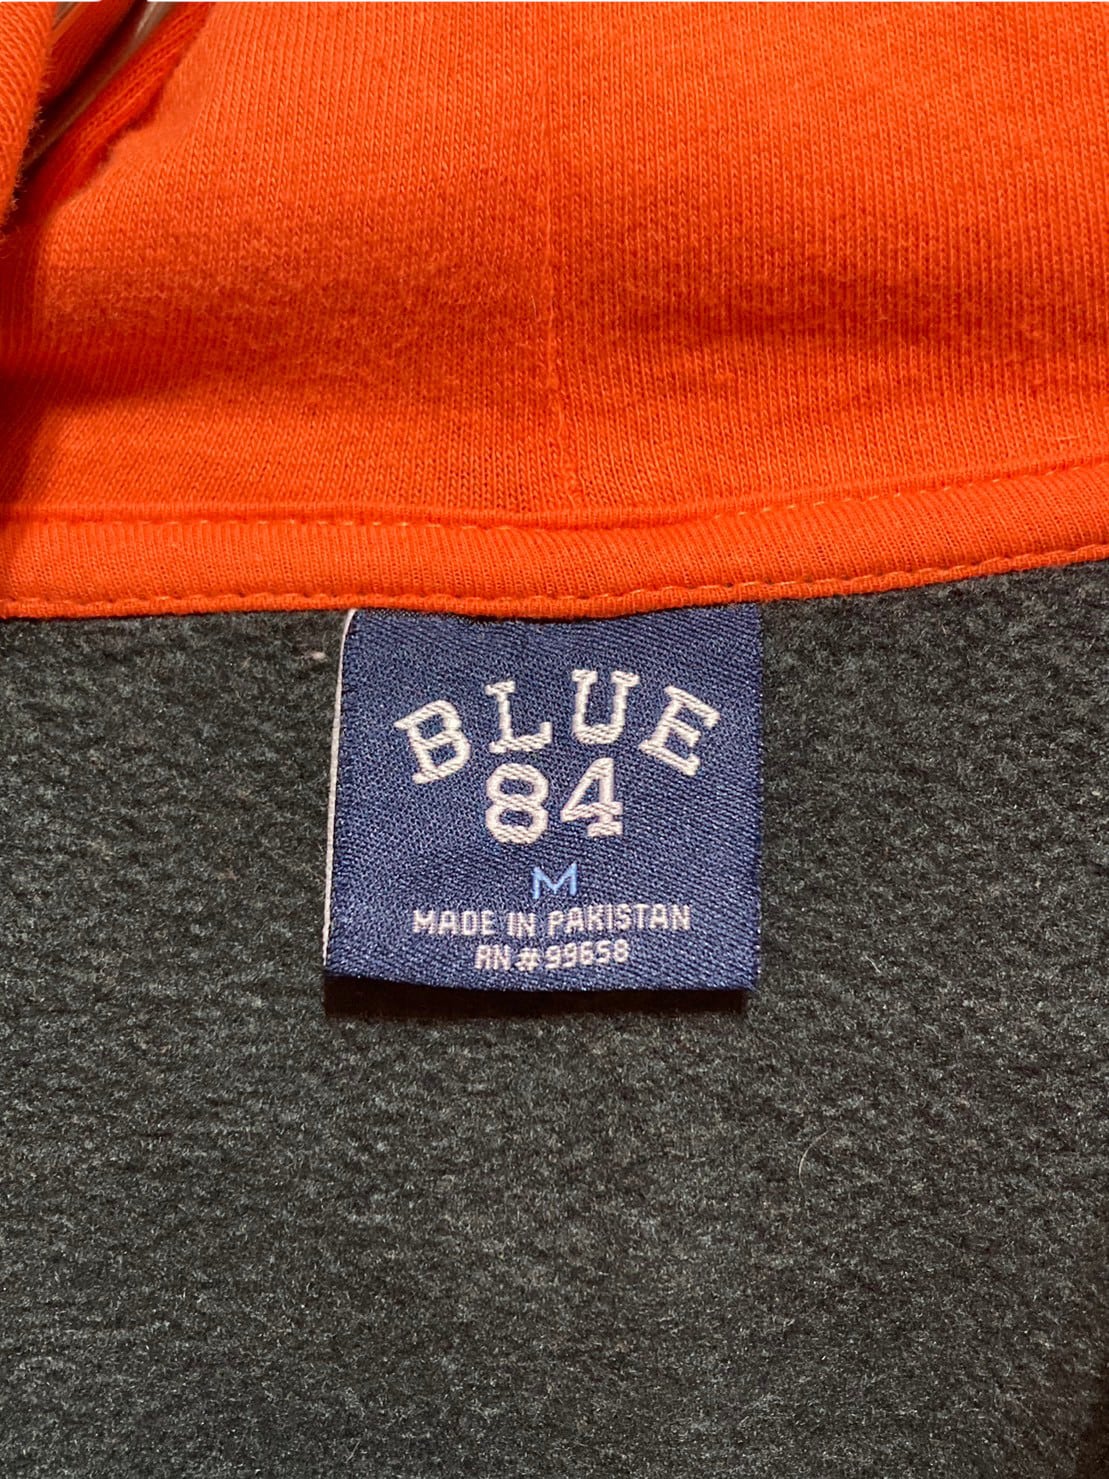 BLUE
84
M
MADE IN PAKISTAN
RN # 99658